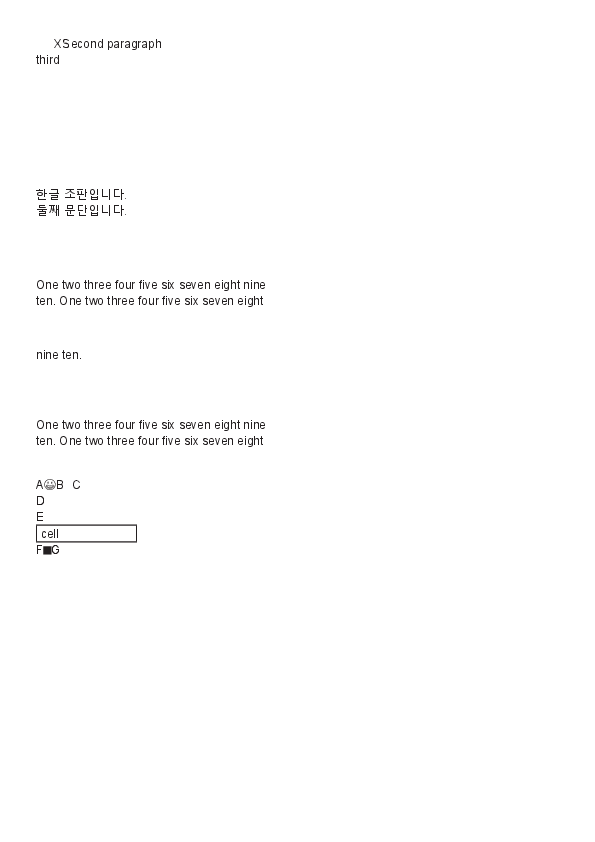 XSecond paragraph
third
한글 조판입니다.
둘째 문단입니다.
One two three four five six seven eight nine
ten. One two three four five six seven eight
nine ten.
One two three four five six seven eight nine
ten. One two three four five six seven eight
A😀B C
D
E
cell
F■G